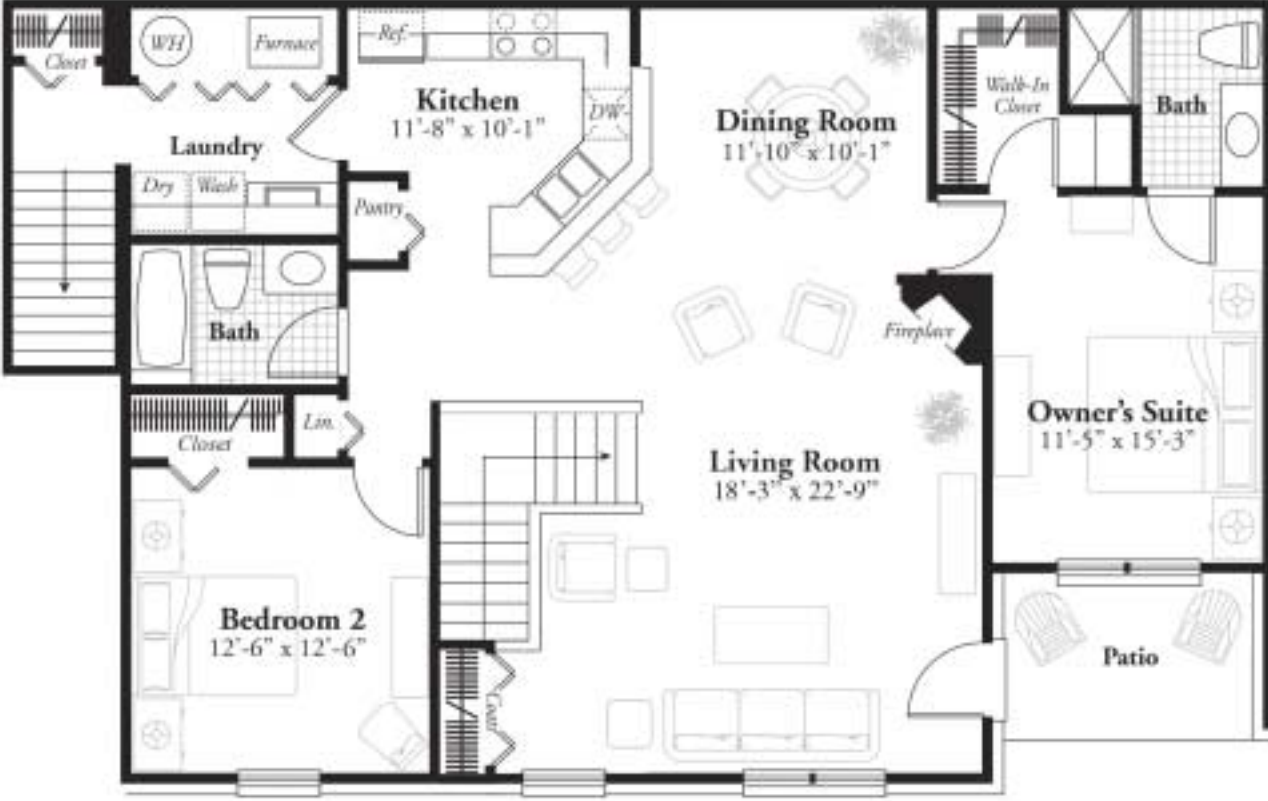 Closet
WH
Furnace
Laundry
Dry
Wash
Ref.
Kitchen
11'-8" x 10'-1"
DW
Pantry
Dining Room
11'-10" x 10'-1"
Walk-In
Closet
Bath
Bath
Closet
Lin.
Fireplace
Living Room
18'-3" x 22'-9"
Owner's Suite
11'-5" x 15'-3"
Bedroom 2
12'-6" x 12'-6"
Coat
Patio